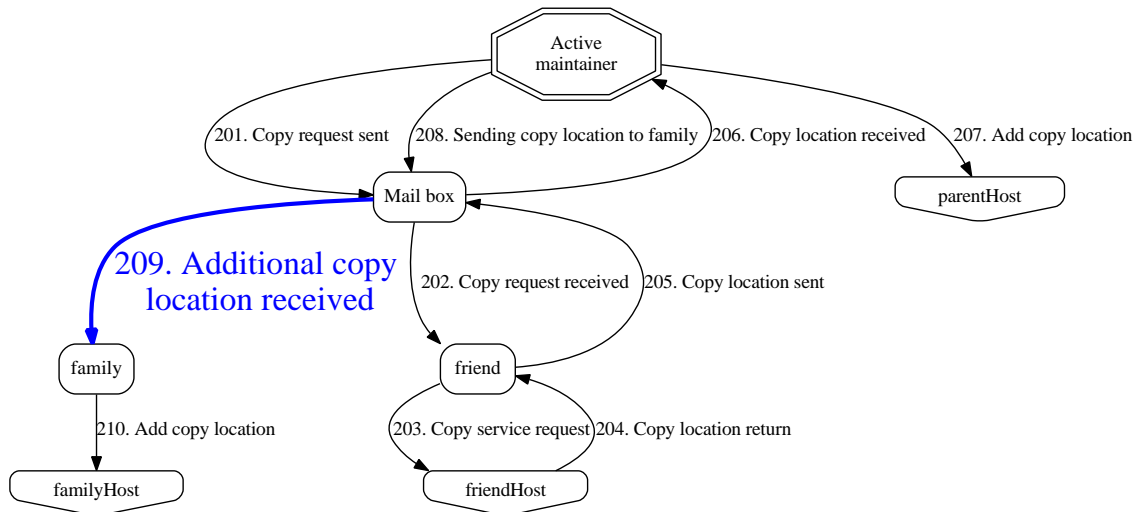 Active
maintainer
201. Copy request sent
208. Sending copy location to family
206. Copy location received
207. Add copy location
Mail box
parentHost
209. Additional copy
location received
202. Copy request received
205. Copy location sent
family
friend
210. Add copy location
203. Copy service request
204. Copy location return
familyHost
friendHost